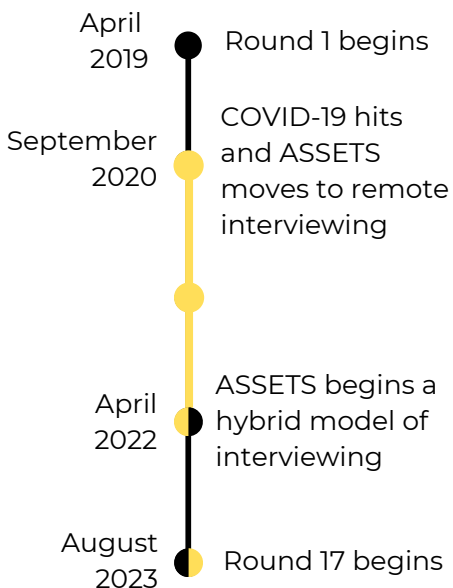 April
2019
Round 1 begins
September
2020
COVID-19 hits
and ASSETS
moves to remote
interviewing
April
2022
ASSETS begins a
hybrid model of
interviewing
August
2023
Round 17 begins